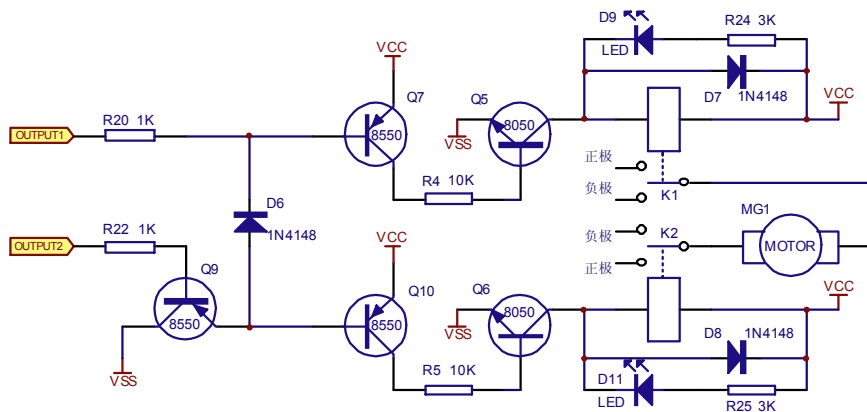 D9
R24 3K
LED
VCC
VCC
Q7
Q5
D7
1N4148
R20 1K
8550
8050
OUTPUT1
VSS
R4 10K
正极
D6
负极
K1
R22 1K
1N4148
MG1
OUTPUT2
VCC
负极
K2
MOTOR
Q9
Q10
正极
Q6
VCC
8550
8550
8050
VSS
D8
1N4148
VSS
R5 10K
D11
LED
R25 3K